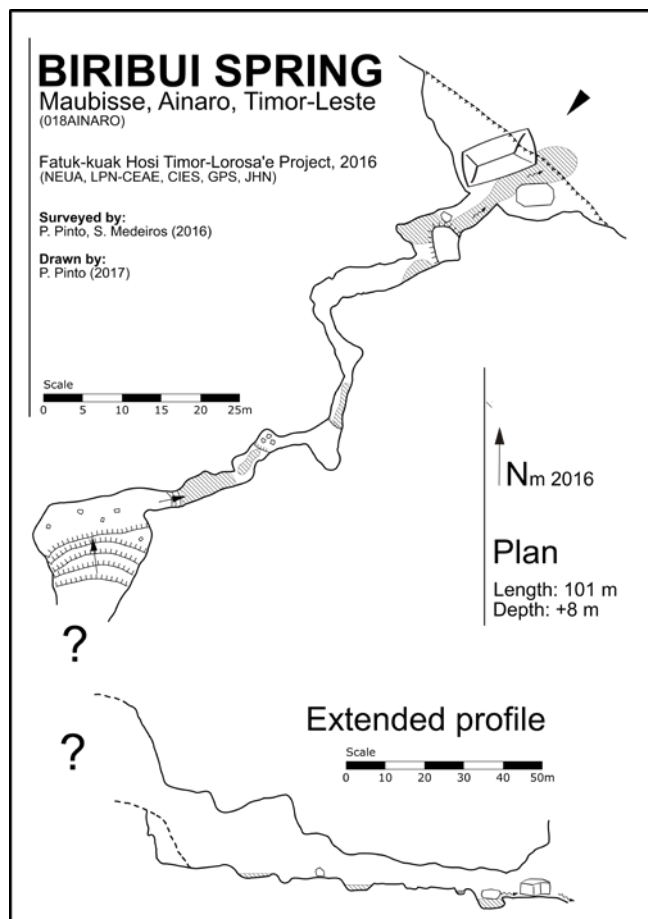 BIRIBUI SPRING
Maubisse, Ainaro, Timor-Leste
(018AINARO)
Fatuk-kuak Hosi Timor-Lorosa'e Project, 2016
(NEUA, LPN-CEAE, CIES, GPS, JHN)
Surveyed by:
P. Pinto, S. Medeiros (2016)
Drawn by:
P. Pinto (2017)
Scale
0 5 10 15 20 25m
Nm 2016
Plan
Length: 101 m
Depth: +8 m
?
?
Extended profile
Scale
0 10 20 30 40 50m